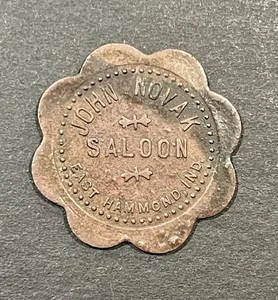 JOHN NOVAK
SALOON
EAST HAMMOND, IND.